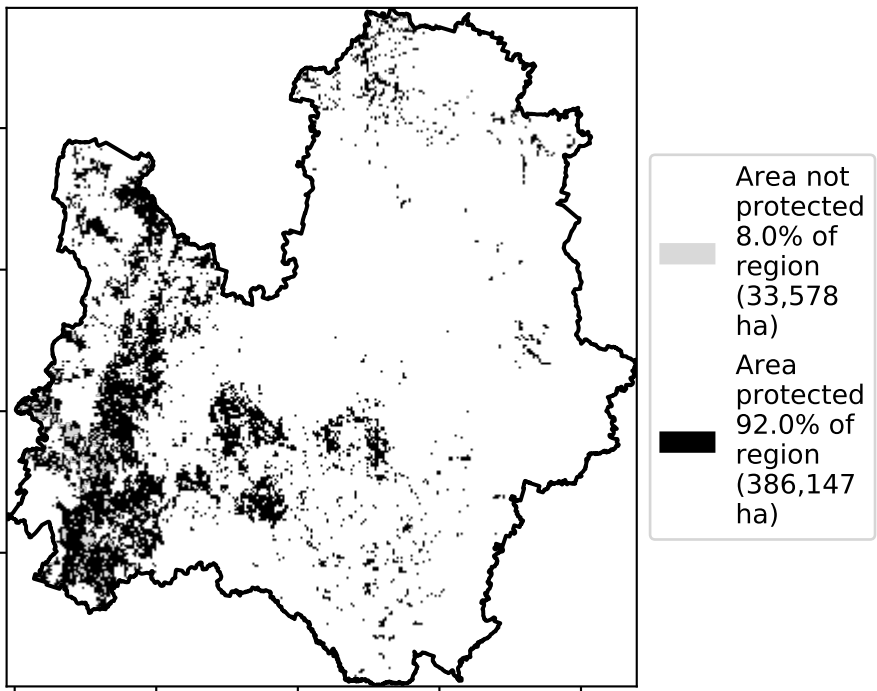 Area not
protected
8.0% of
region
(33,578
ha)
Area
protected
92.0% of
region
(386,147
ha)